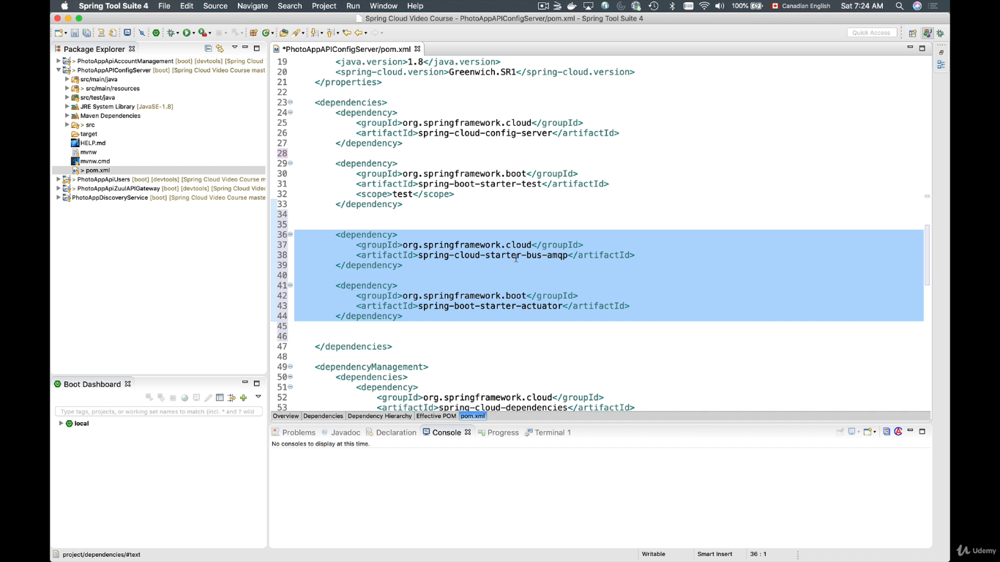 Spring Tool Suite 4 File Edit Source Navigate Search Project Run Window Help 100% Canadian English Sat 7:24 AM
Spring Cloud Video Course - PhotoAppAPIConfigServer/pom.xml - Spring Tool Suite 4
Quick Access
Package Explorer
PhotoAppApiAccountManagement [boot] [devtools] [Spring Cloud
PhotoAppAPIConfigServer [boot] [Spring Cloud Video Course mast
src/main/java
> src/main/resources
src/test/java
JRE System Library [JavaSE-1.8]
Maven Dependencies
> src
target
HELP.md
mvnw
mvnw.cmd
> pom.xml
> PhotoAppApiUsers [boot] [devtools] [Spring Cloud Video Course m
> PhotoAppApiZuulAPIGateway [boot] [devtools] [Spring Cloud Vide
PhotoAppDiscoveryService [boot] [Spring Cloud Video Course maste
*PhotoAppAPIConfigServer/pom.xml
19 <java.version>1.8</java.version>
20 <spring-cloud.version>Greenwich.SR1</spring-cloud.version>
21 </properties>
22
23 <dependencies>
24 <dependency>
25 <groupId>org.springframework.cloud</groupId>
26 <artifactId>spring-cloud-config-server</artifactId>
27 </dependency>
28
29 <dependency>
30 <groupId>org.springframework.boot</groupId>
31 <artifactId>spring-boot-starter-test</artifactId>
32 <scope>test</scope>
33 </dependency>
34
35
36 <dependency>
37 <groupId>org.springframework.cloud</groupId>
38 <artifactId>spring-cloud-starter-bus-amqp</artifactId>
39 </dependency>
40
41 <dependency>
42 <groupId>org.springframework.boot</groupId>
43 <artifactId>spring-boot-starter-actuator</artifactId>
44 </dependency>
45
46
47 </dependencies>
48
49 <dependencyManagement>
50 <dependencies>
51 <dependency>
52 <groupId>org.springframework.cloud</groupId>
53 <artifactId>spring-cloud-dependencies</artifactId>
Overview Dependencies Dependency Hierarchy Effective POM pom.xml
Boot Dashboard
Type tags, projects, or working set names to match (incl. * and ? wild
local
Problems Javadoc Declaration Console Progress Terminal 1
No consoles to display at this time.
project/dependencies/#text
Writable Smart Insert 36 : 1
Udemy